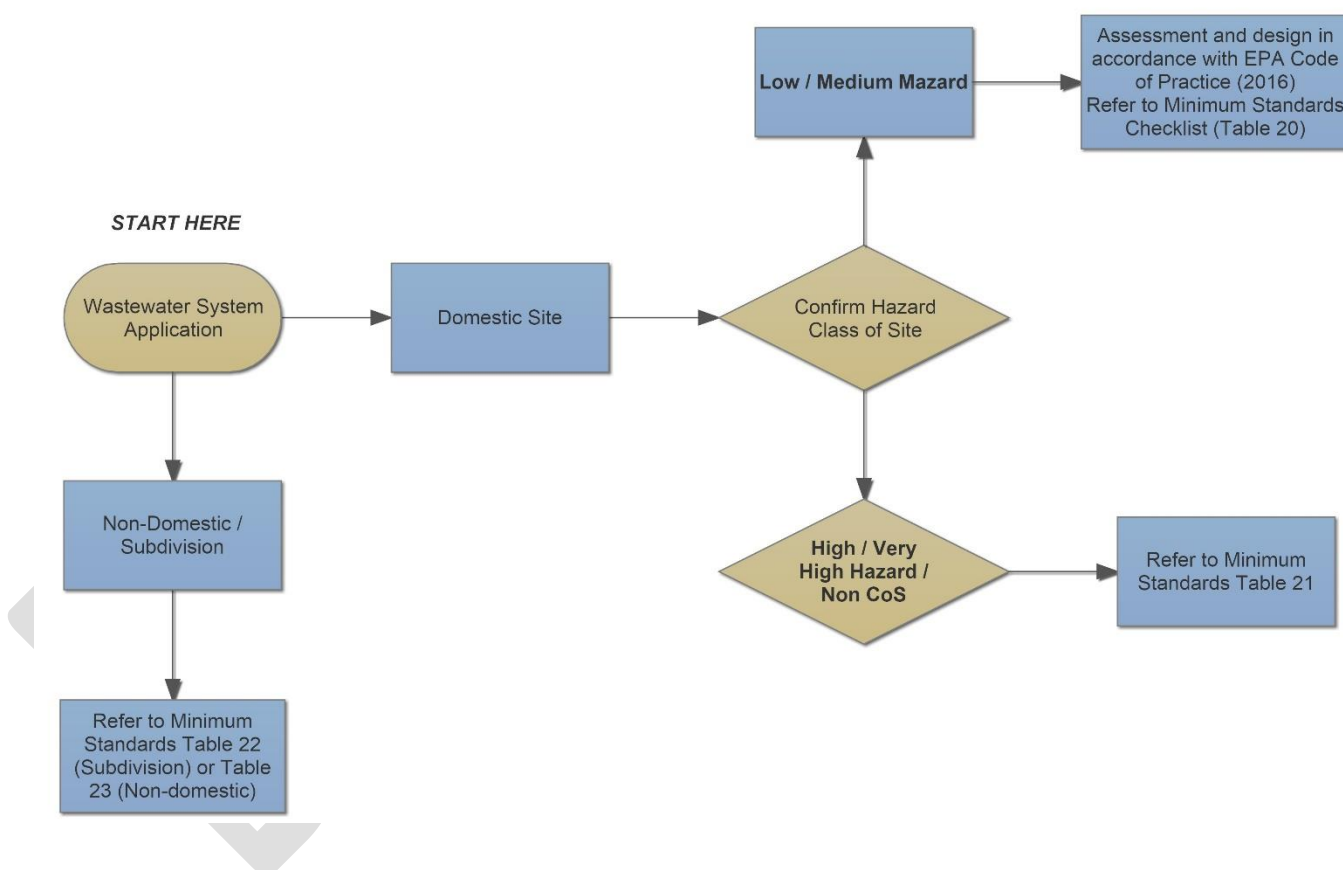 Low / Medium Mazard
Assessment and design in
accordance with EPA Code
of Practice (2016)
Refer to Minimum Standards
Checklist (Table 20)
START HERE
Wastewater System
Application
Domestic Site
Confirm Hazard
Class of Site
Non-Domestic /
Subdivision
High / Very
High Hazard /
Non CoS
Refer to Minimum
Standards Table 21
Refer to Minimum
Standards Table 22
(Subdivision) or Table
23 (Non-domestic)